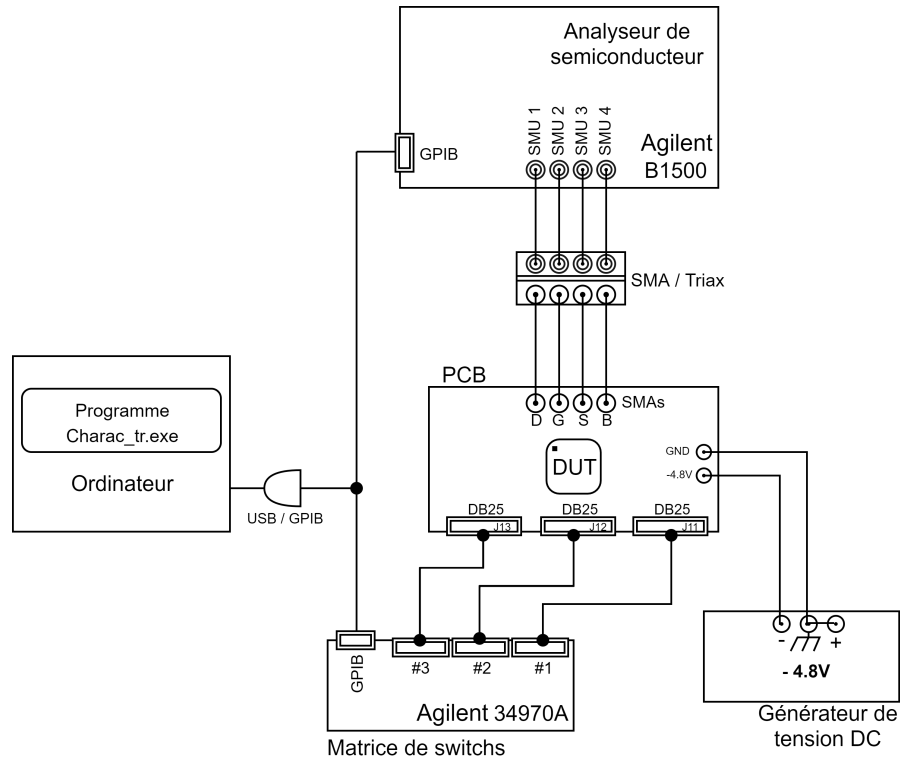 Analyseur de
semiconducteur
SMU 1
SMU 2
SMU 3
SMU 4
Agilent
B1500
GPIB
SMA / Triax
PCB
SMAs
D G S B
DUT
GND
-4.8V
DB25
J13
DB25
J12
DB25
J11
Programme
Charac_tr.exe
Ordinateur
USB / GPIB
GPIB
#3
#2
#1
Agilent 34970A
Matrice de switchs
- +
- 4.8V
Générateur de
tension DC